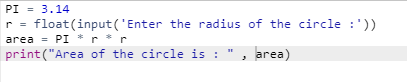 PI = 3.14
r = float(input('Enter the radius of the circle :'))
area = PI * r * r
print("Area of the circle is : " , area)